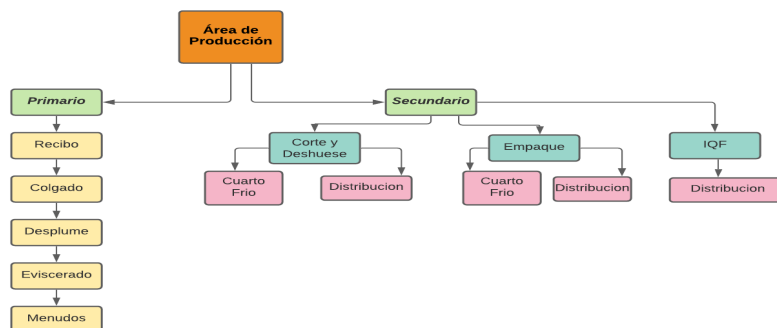 Área de
Producción
Primario
Secundario
Recibo
Corte y
Deshuese
Empaque
IQF
Colgado
Cuarto
Frio
Distribucion
Cuarto
Frio
Distribucion
Distribucion
Desplume
Eviscerado
Menudos